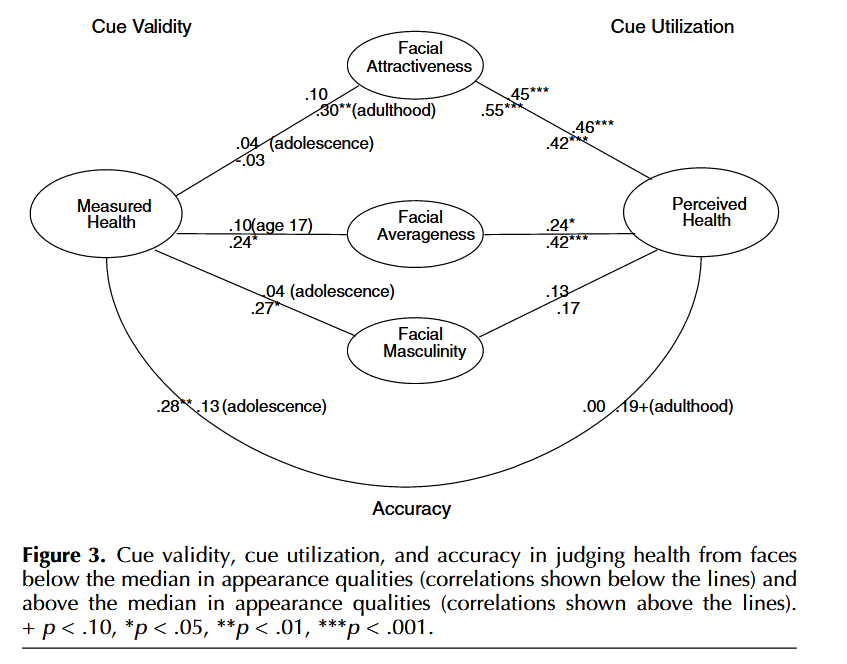 Cue Validity
Cue Utilization
Facial
Attractiveness
.10
.30**(adulthood)
.45***
.55***
.46***
.42***
.04 (adolescence)
-.03
Measured
Health
Perceived
Health
.10(age 17)
.24*
Facial
Averageness
.24*
.42***
.04 (adolescence)
.27*
.13
.17
Facial
Masculinity
.28** .13 (adolescence)
.00 .19+(adulthood)
Accuracy
Figure 3. Cue validity, cue utilization, and accuracy in judging health from faces
below the median in appearance qualities (correlations shown below the lines) and
above the median in appearance qualities (correlations shown above the lines).
+ p < .10, *p < .05, **p < .01, ***p < .001.